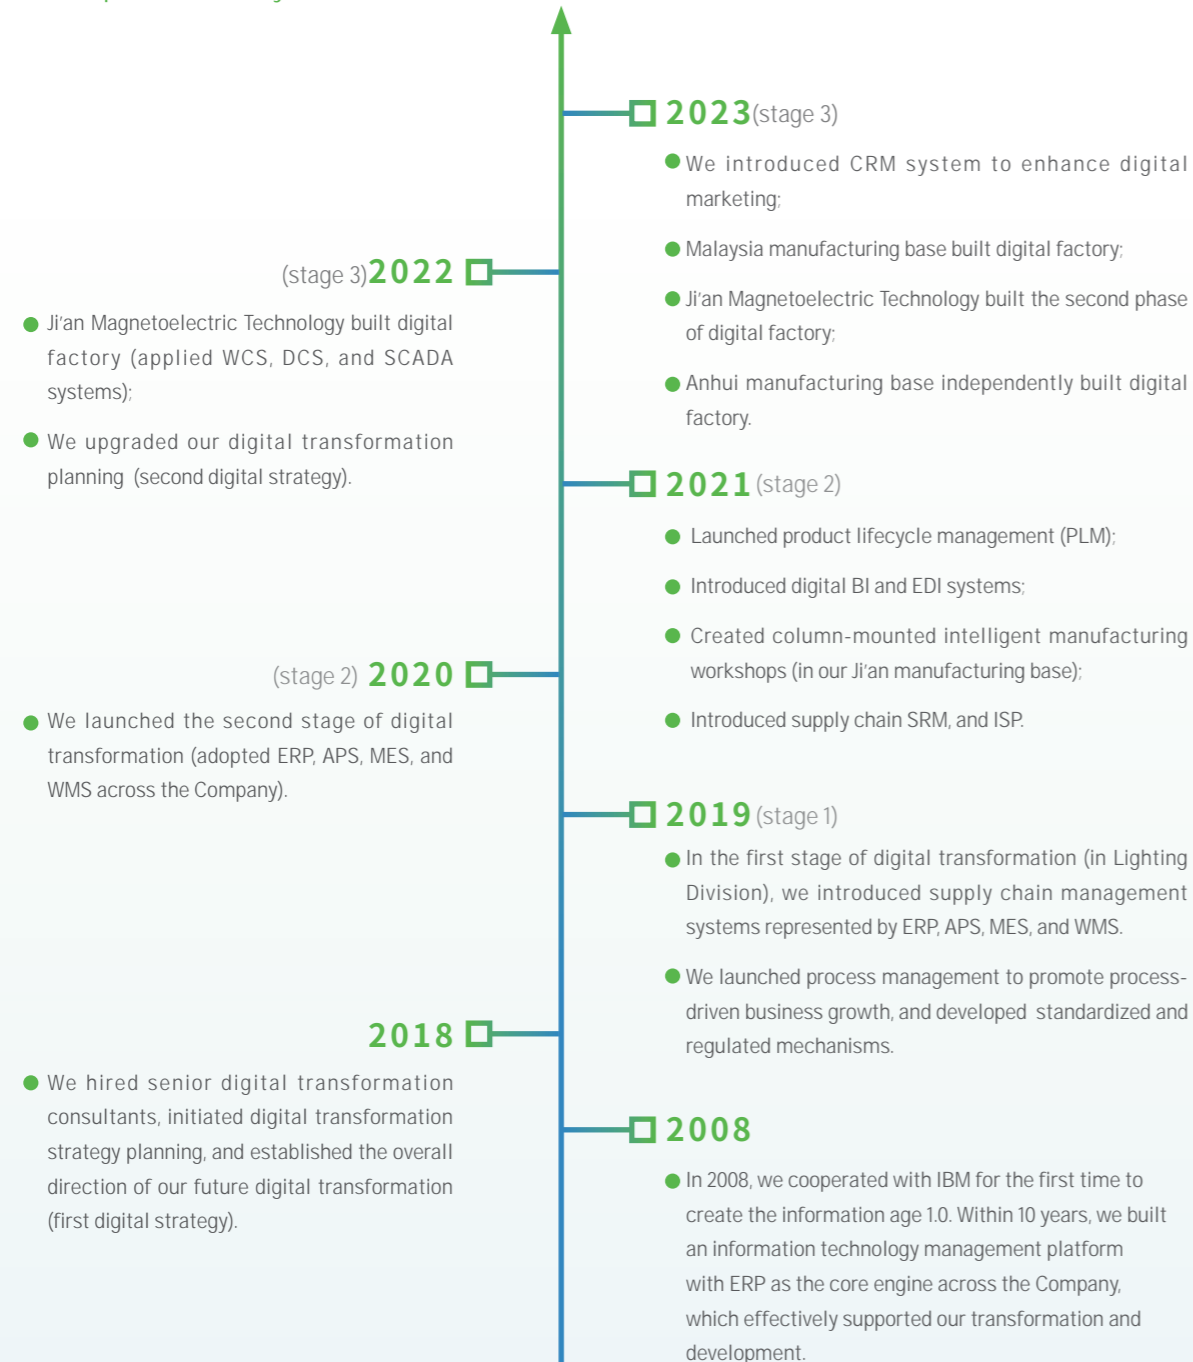 2023(stage 3)
We introduced CRM system to enhance digital
marketing;
Malaysia manufacturing base built digital factory;
Ji'an Magnetoelectric Technology built the second phase
of digital factory;
Anhui manufacturing base independently built digital
factory.
(stage 3)2022
Ji'an Magnetoelectric Technology built digital
factory (applied WCS, DCS, and SCADA
systems);
We upgraded our digital transformation
planning (second digital strategy).
2021 (stage 2)
Launched product lifecycle management (PLM);
Introduced digital BI and EDI systems;
Created column-mounted intelligent manufacturing
workshops (in our Ji'an manufacturing base);
Introduced supply chain SRM, and ISP.
(stage 2) 2020
We launched the second stage of digital
transformation (adopted ERP, APS, MES, and
WMS across the Company).
2019 (stage 1)
In the first stage of digital transformation (in Lighting
Division), we introduced supply chain management
systems represented by ERP, APS, MES, and WMS.
We launched process management to promote process-
driven business growth, and developed standardized and
regulated mechanisms.
2018
We hired senior digital transformation
consultants, initiated digital transformation
strategy planning, and established the overall
direction of our future digital transformation
(first digital strategy).
2008
In 2008, we cooperated with IBM for the first time to
create the information age 1.0. Within 10 years, we built
an information technology management platform
with ERP as the core engine across the Company,
which effectively supported our transformation and
development.